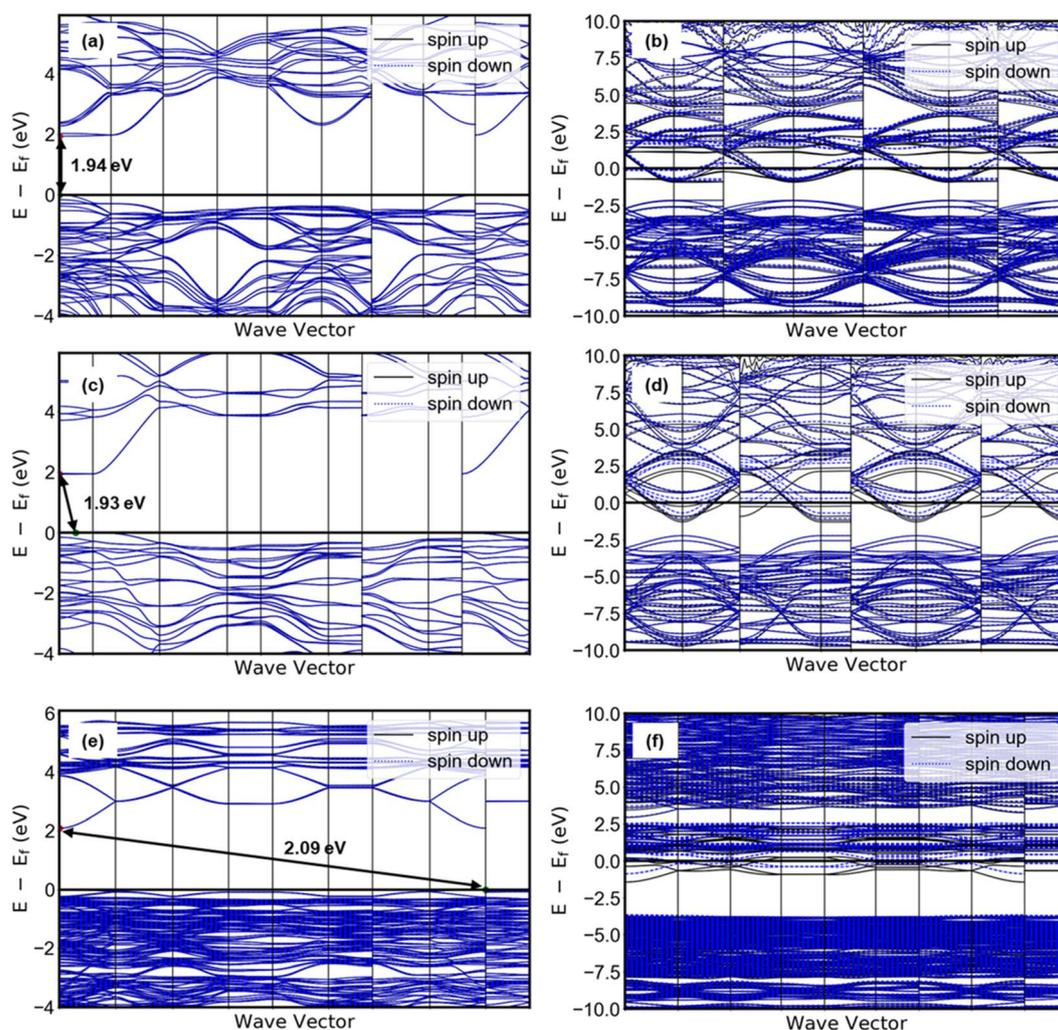 (a)
spin up
spin down
4
2
0
−2
−4
1.94 eV
E − Ef (eV)
Wave Vector
(b)
spin up
spin down
10.0
7.5
5.0
2.5
0.0
−2.5
−5.0
−7.5
−10.0
E − Ef (eV)
Wave Vector
(c)
spin up
spin down
4
2
0
−2
−4
1.93 eV
E − Ef (eV)
Wave Vector
(d)
spin up
spin down
10.0
7.5
5.0
2.5
0.0
−2.5
−5.0
−7.5
−10.0
E − Ef (eV)
Wave Vector
(e)
spin up
spin down
6
4
2
0
−2
−4
2.09 eV
E − Ef (eV)
Wave Vector
(f)
spin up
spin down
10.0
7.5
5.0
2.5
0.0
−2.5
−5.0
−7.5
−10.0
E − Ef (eV)
Wave Vector